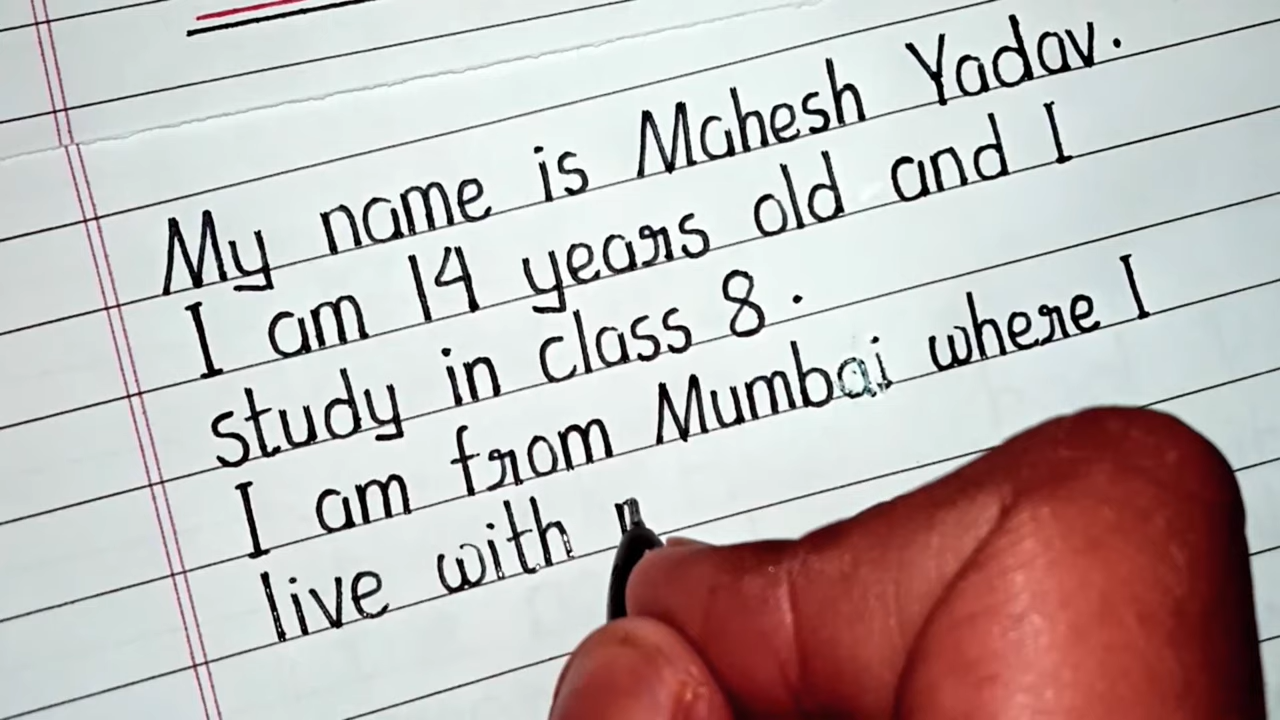 My name is Mahesh Yadav.
I am 14 years old and I
study in class 8.
I am from Mumbai where I
live with